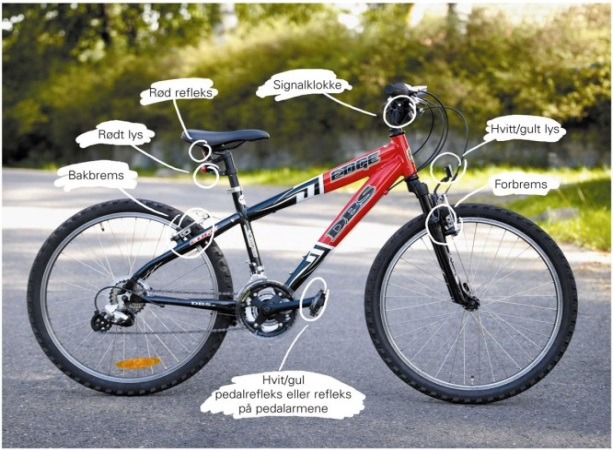 Rød refleks
Signalklokke
Rødt lys
Hvitt/gult lys
Bakbrems
Forbrems
EDGE
DBS
DBS
Hvit/gul
pedalrefleks eller refleks
på pedalarmene